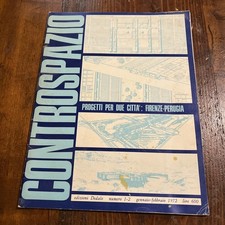 CONTROSPAZIO
PROGETTI PER DUE CITTA': FIRENZE-PERUGIA
edizioni Dedalo numero 1-2 gennaio-febbraio 1972 lire 600